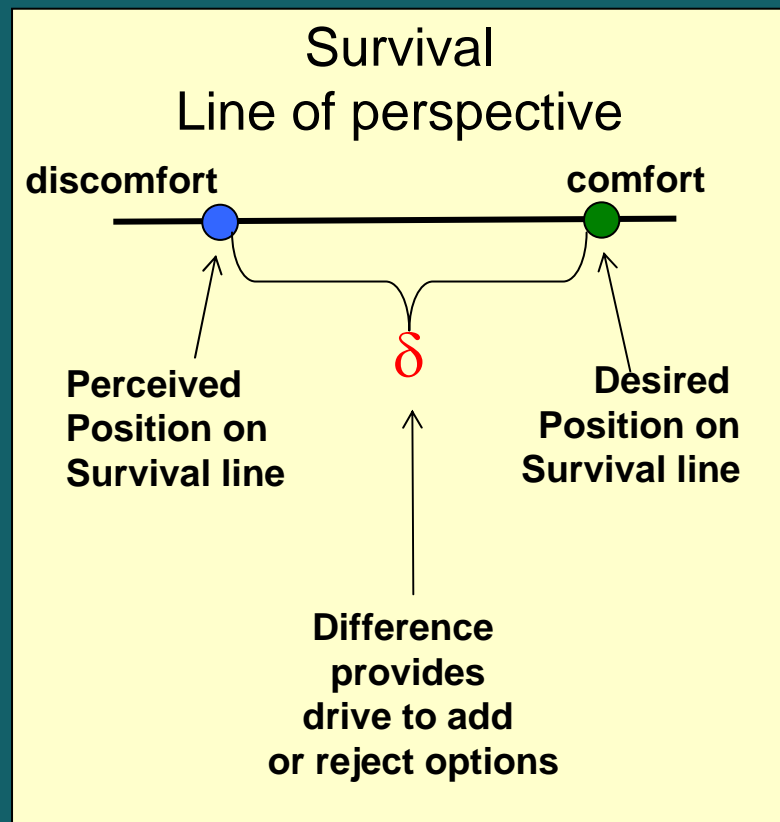 Survival
Line of perspective
discomfort
comfort
δ
Perceived
Position on
Survival line
Desired
Position on
Survival line
Difference
provides
drive to add
or reject options